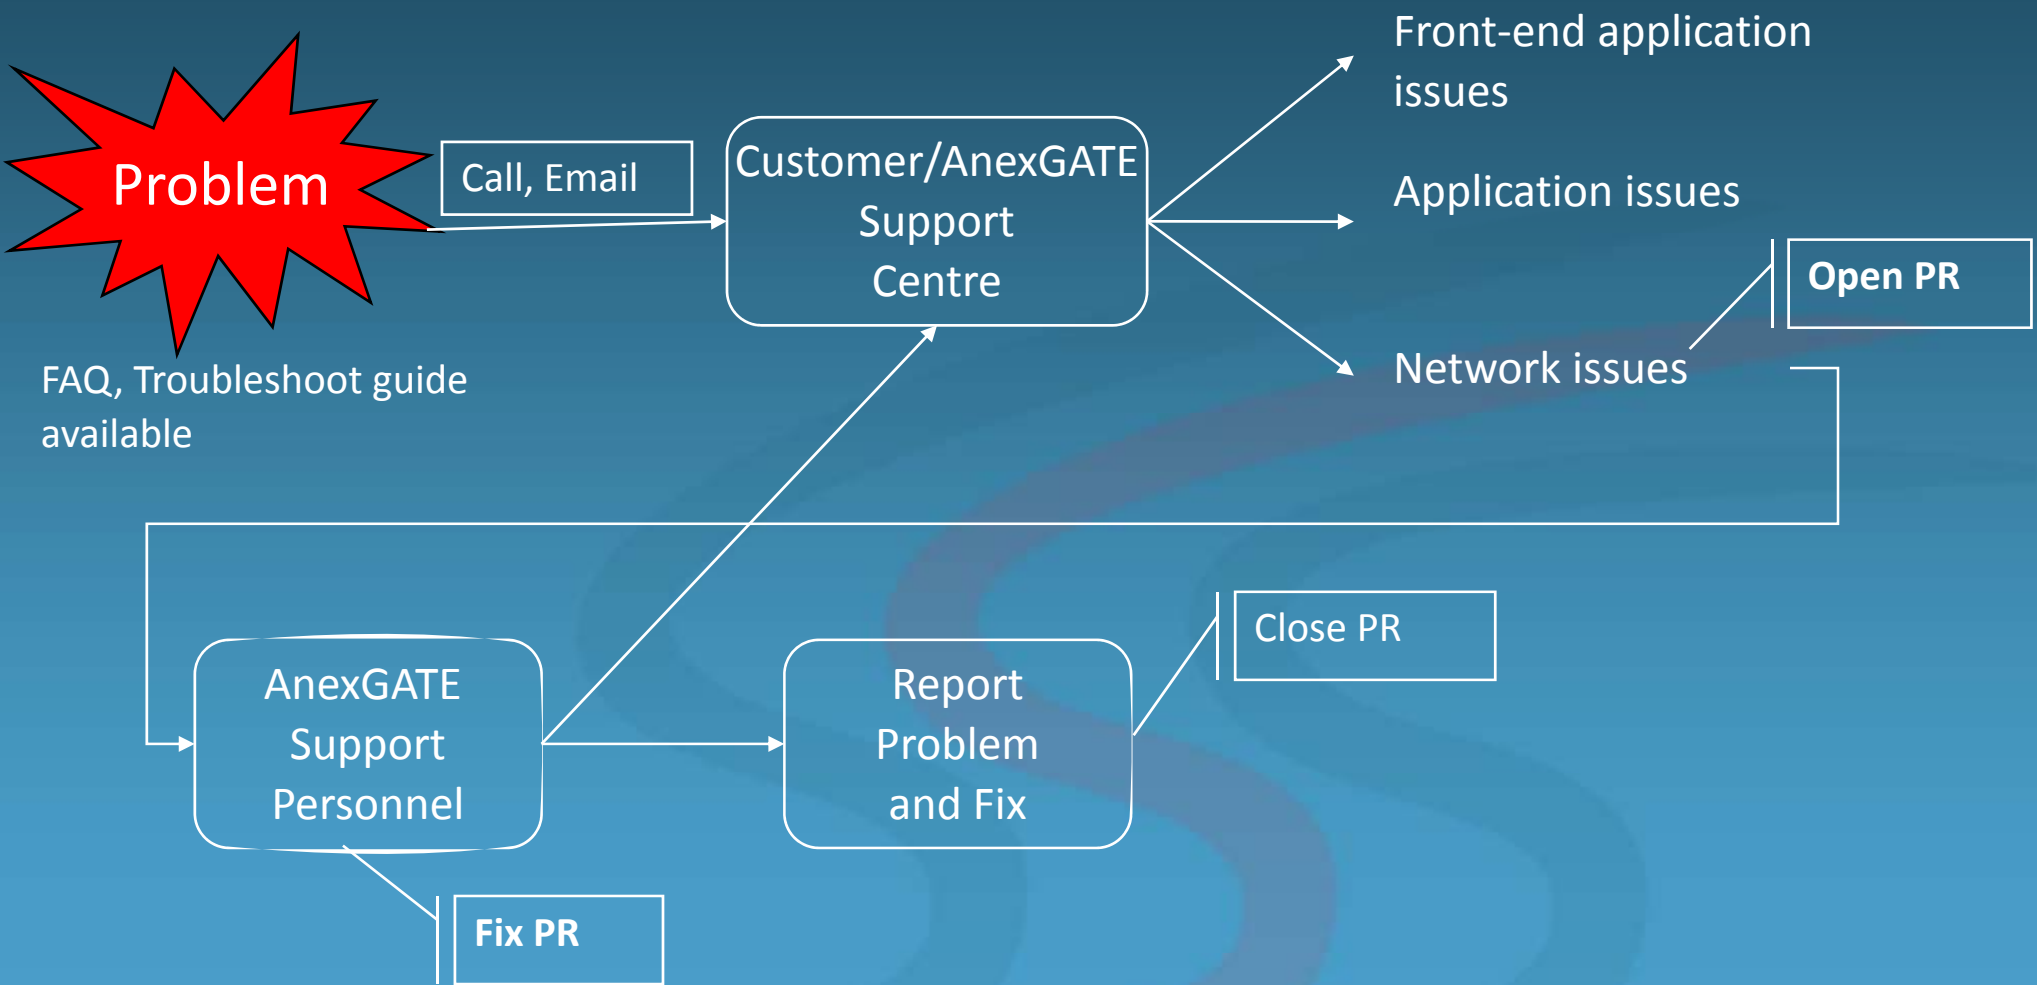 Problem
Call, Email
FAQ, Troubleshoot guide
available
Customer/AnexGATE
Support
Centre
Front-end application
issues
Application issues
Open PR
Network issues
AnexGATE
Support
Personnel
Fix PR
Report
Problem
and Fix
Close PR